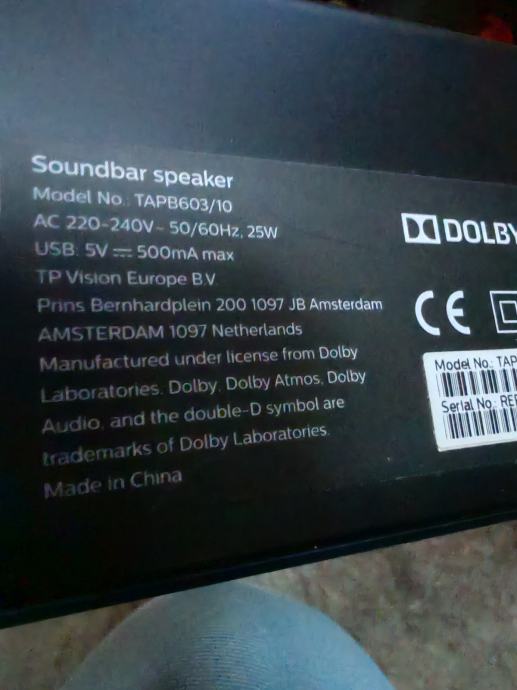 Soundbar speaker
Model No.: TAPB603/10
AC 220-240V~ 50/60Hz, 25W
USB: 5V ⎓ 500mA max
TP Vision Europe B.V.
Prins Bernhardplein 200 1097 JB Amsterdam
AMSTERDAM 1097 Netherlands
Manufactured under license from Dolby
Laboratories. Dolby, Dolby Atmos, Dolby
Audio, and the double-D symbol are
trademarks of Dolby Laboratories.
Made in China
DOLBY
CE
Model No.: TAP
Serial No.: RE